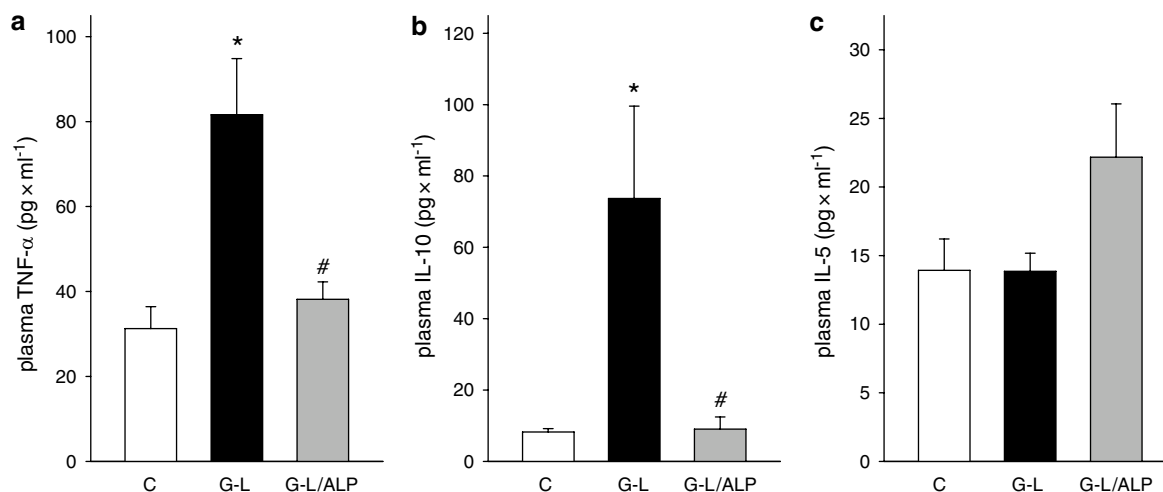 a
plasma TNF-α (pg × ml-1)
100
80
60
40
20
0
*
#
C
G-L
G-L/ALP
b
plasma IL-10 (pg × ml-1)
120
100
80
60
40
20
0
*
#
C
G-L
G-L/ALP
c
plasma IL-5 (pg × ml-1)
30
25
20
15
10
5
0
C
G-L
G-L/ALP